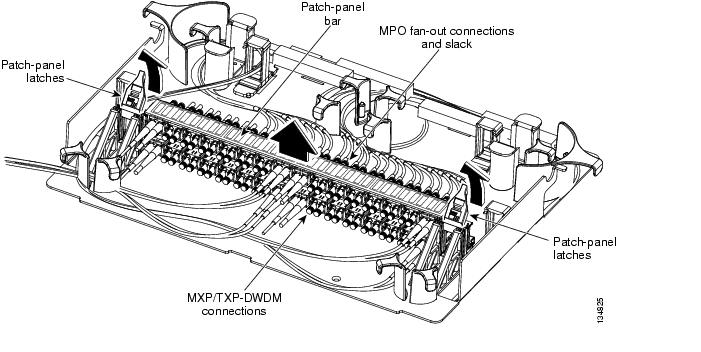 Patch-panel
bar
MPO fan-out connections
and slack
Patch-panel
latches
Patch-panel
latches
MXP/TXP-DWDM
connections
134825